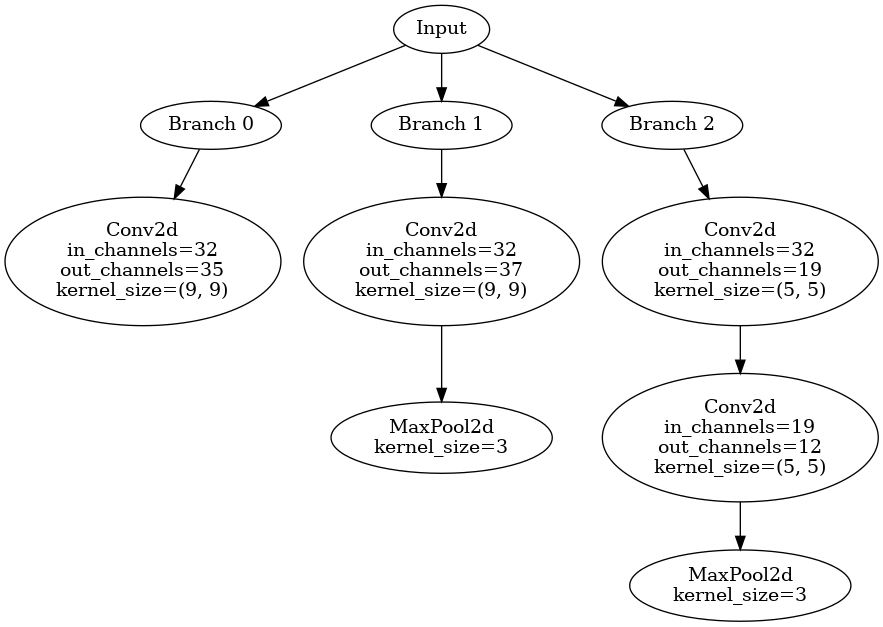 Input
Branch 0
Branch 1
Branch 2
Conv2d
in_channels=32
out_channels=35
kernel_size=(9, 9)
Conv2d
in_channels=32
out_channels=37
kernel_size=(9, 9)
Conv2d
in_channels=32
out_channels=19
kernel_size=(5, 5)
MaxPool2d
kernel_size=3
Conv2d
in_channels=19
out_channels=12
kernel_size=(5, 5)
MaxPool2d
kernel_size=3